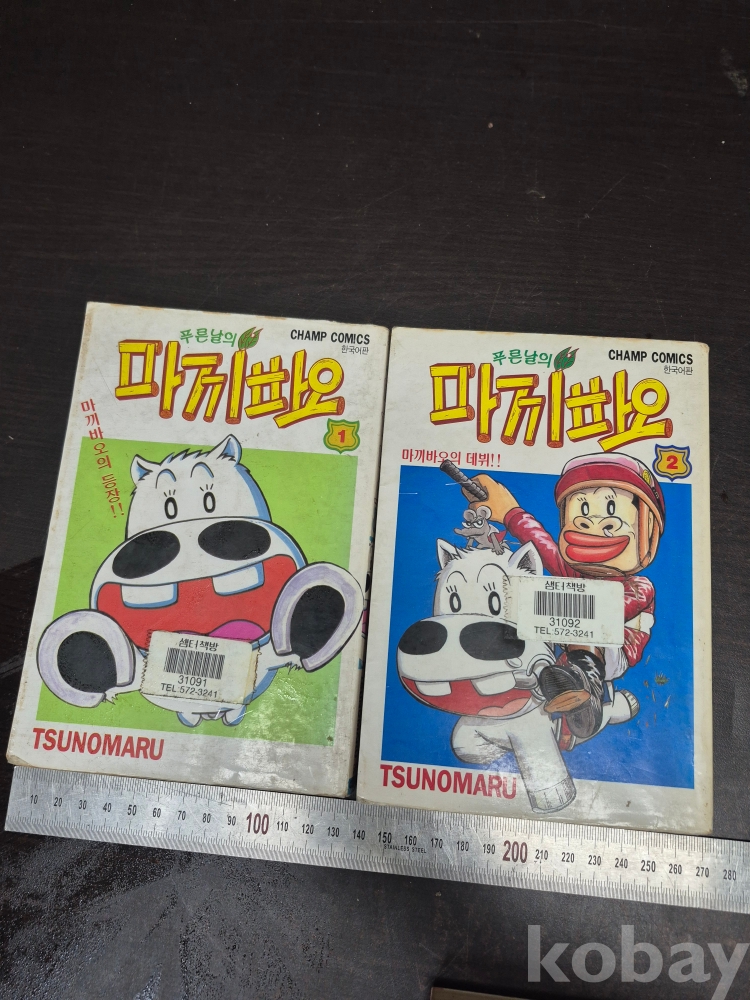 푸른날의
마끼바오
CHAMP COMICS
한국어판
1
마끼바오의 등장!!
샘터책방
31091
TEL:572-3241
TSUNOMARU
푸른날의
마끼바오
CHAMP COMICS
한국어판
2
마끼바오의 데뷔!!
샘터책방
31092
TEL:572-3241
TSUNOMARU
10 20 30 40 50 60 70 80 90 100 110 120 130 140 150 160 170 180 190 200 210 220 230 240 250 260 270 280
STAINLESS STEEL
kobay